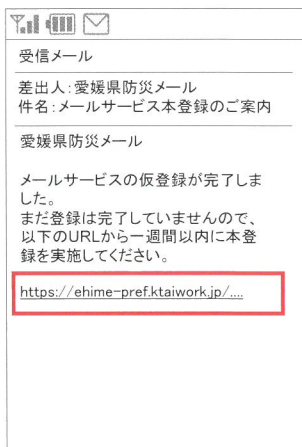 受信メール
差出人：愛媛県防災メール
件名：メールサービス本登録のご案内
愛媛県防災メール
メールサービスの仮登録が完了しま
した。
まだ登録は完了していませんので、
以下のURLから一週間以内に本登
録を実施してください。
https://ehime-pref.ktaiwork.jp/....